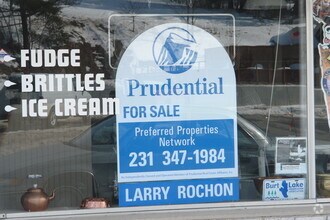 FUDGE
BRITTLES
ICE CREAM
Prudential
FOR SALE
Preferred Properties
Network
231 347-1984
LARRY ROCHON
Burt Lake